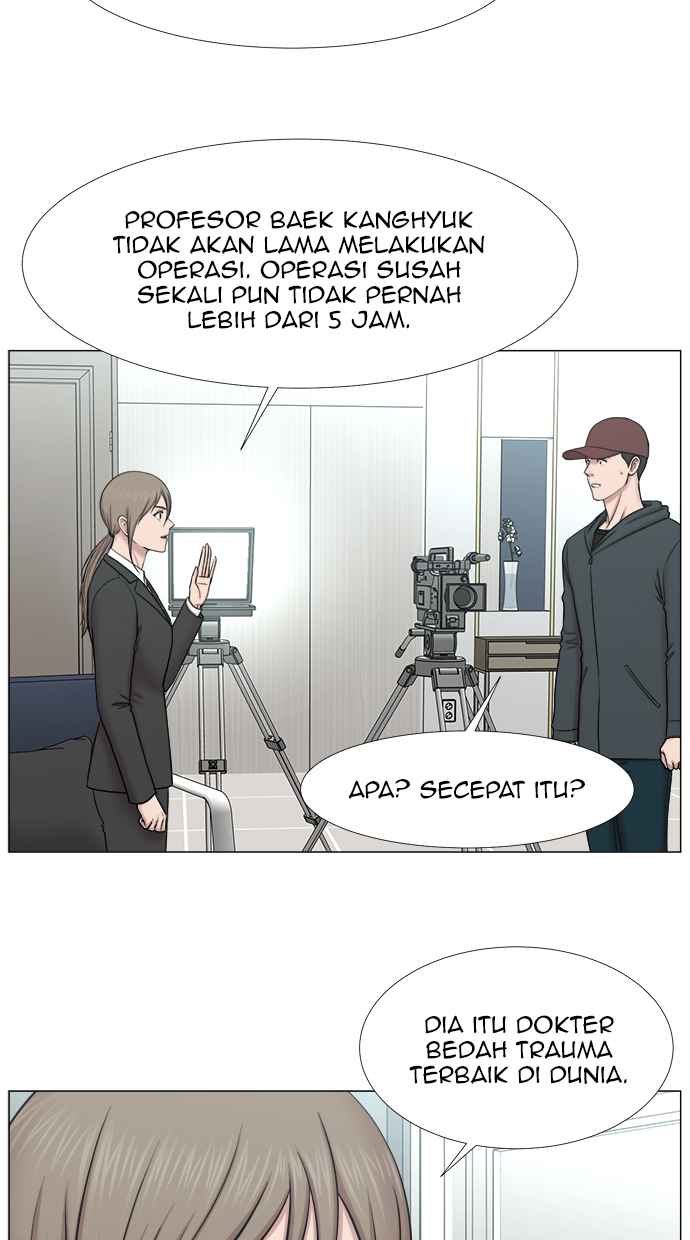 PROFESOR BAEK KANGHYUK
TIDAK AKAN LAMA MELAKUKAN
OPERASI. OPERASI SUSAH
SEKALI PUN TIDAK PERNAH
LEBIH DARI 5 JAM.
APA? SECEPAT ITU?
DIA ITU DOKTER
BEDAH TRAUMA
TERBAIK DI DUNIA.